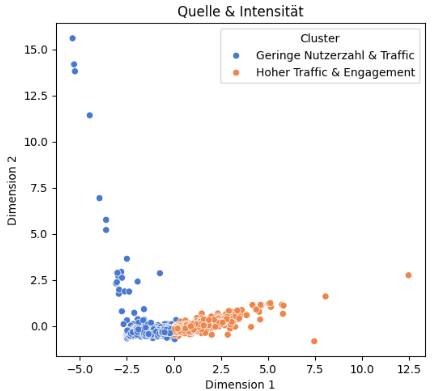 Quelle & Intensität
Cluster
Geringe Nutzerzahl & Traffic
Hoher Traffic & Engagement
Dimension 2
15.0
12.5
10.0
7.5
5.0
2.5
0.0
−5.0 −2.5 0.0 2.5 5.0 7.5 10.0 12.5
Dimension 1